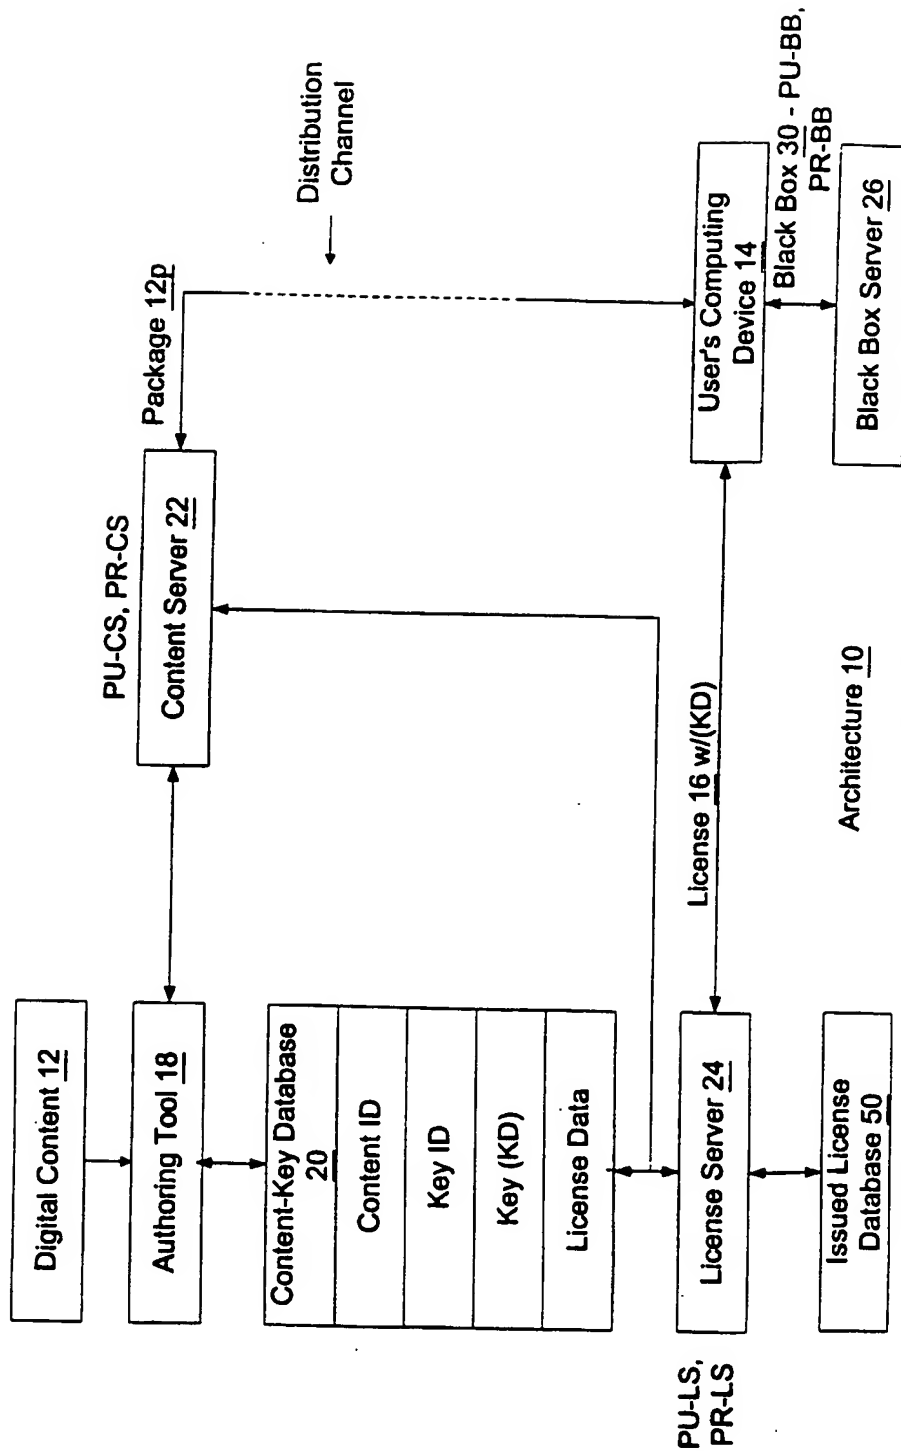 Digital Content 12
Authoring Tool 18
Content-Key Database
20
Content ID
Key ID
Key (KD)
License Data
PU-LS,
PR-LS
License Server 24
Issued License
Database 50
PU-CS, PR-CS
Content Server 22
Package 12p
Distribution
Channel
License 16 w/(KD)
User's Computing
Device 14
Black Box 30 - PU-BB,
PR-BB
Black Box Server 26
Architecture 10